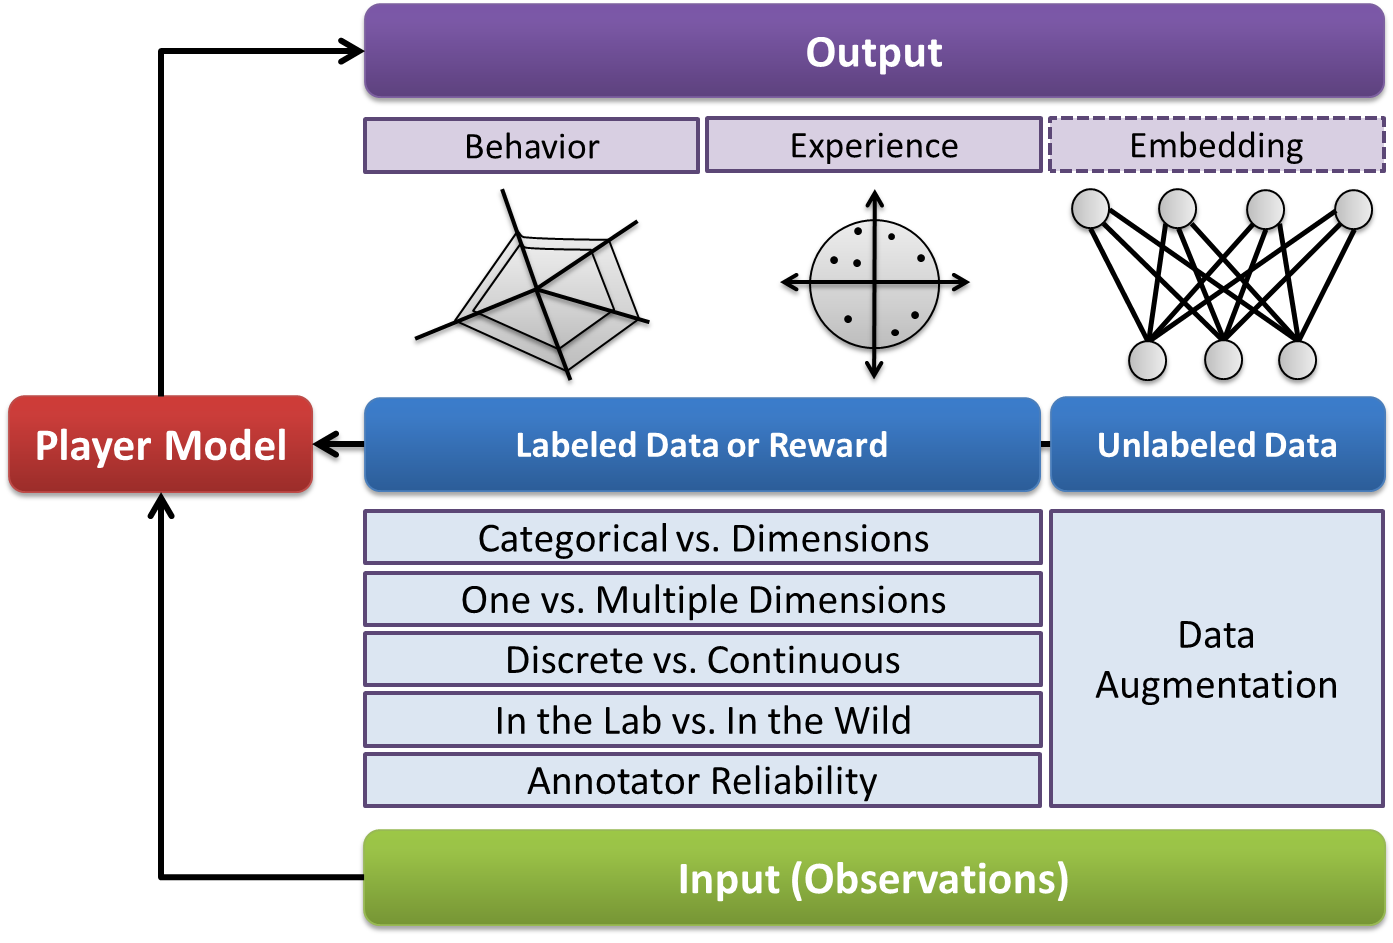 Output
Behavior
Experience
Embedding
Player Model
Labeled Data or Reward
Unlabeled Data
Categorical vs. Dimensions
One vs. Multiple Dimensions
Discrete vs. Continuous
In the Lab vs. In the Wild
Annotator Reliability
Data
Augmentation
Input (Observations)